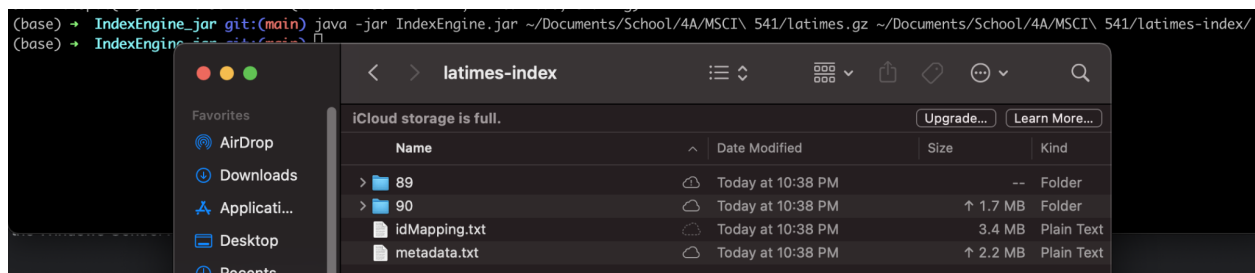 (base) → IndexEngine_jar git:(main) java -jar IndexEngine.jar ~/Documents/School/4A/MSCI\ 541/latimes.gz ~/Documents/School/4A/MSCI\ 541/latimes-index/
(base) → IndexEngine_jar git:(main)
latimes-index
Favorites
iCloud storage is full. Upgrade... Learn More...
AirDrop
Name Date Modified Size Kind
Downloads
89 Today at 10:38 PM -- Folder
Applicati...
90 Today at 10:38 PM ↑ 1.7 MB Folder
idMapping.txt Today at 10:38 PM 3.4 MB Plain Text
Desktop
metadata.txt Today at 10:38 PM ↑ 2.2 MB Plain Text
Recents